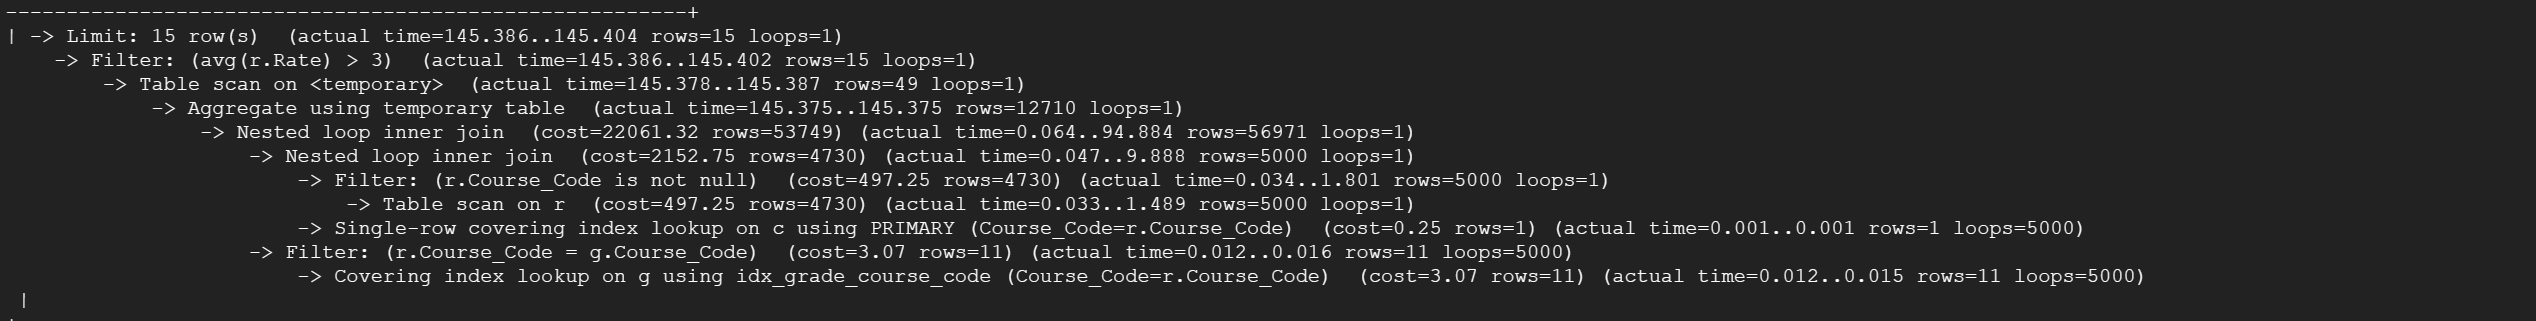 ---------------------------------------------------------+
| -> Limit: 15 row(s)  (actual time=145.386..145.404 rows=15 loops=1)
    -> Filter: (avg(r.Rate) > 3)  (actual time=145.386..145.402 rows=15 loops=1)
        -> Table scan on <temporary>  (actual time=145.378..145.387 rows=49 loops=1)
            -> Aggregate using temporary table  (actual time=145.375..145.375 rows=12710 loops=1)
                -> Nested loop inner join  (cost=22061.32 rows=53749) (actual time=0.064..94.884 rows=56971 loops=1)
                    -> Nested loop inner join  (cost=2152.75 rows=4730) (actual time=0.047..9.888 rows=5000 loops=1)
                        -> Filter: (r.Course_Code is not null)  (cost=497.25 rows=4730) (actual time=0.034..1.801 rows=5000 loops=1)
                            -> Table scan on r  (cost=497.25 rows=4730) (actual time=0.033..1.489 rows=5000 loops=1)
                        -> Single-row covering index lookup on c using PRIMARY (Course_Code=r.Course_Code)  (cost=0.25 rows=1) (actual time=0.001..0.001 rows=1 loops=5000)
                    -> Filter: (r.Course_Code = g.Course_Code)  (cost=3.07 rows=11) (actual time=0.012..0.016 rows=11 loops=5000)
                        -> Covering index lookup on g using idx_grade_course_code (Course_Code=r.Course_Code)  (cost=3.07 rows=11) (actual time=0.012..0.015 rows=11 loops=5000)
 |